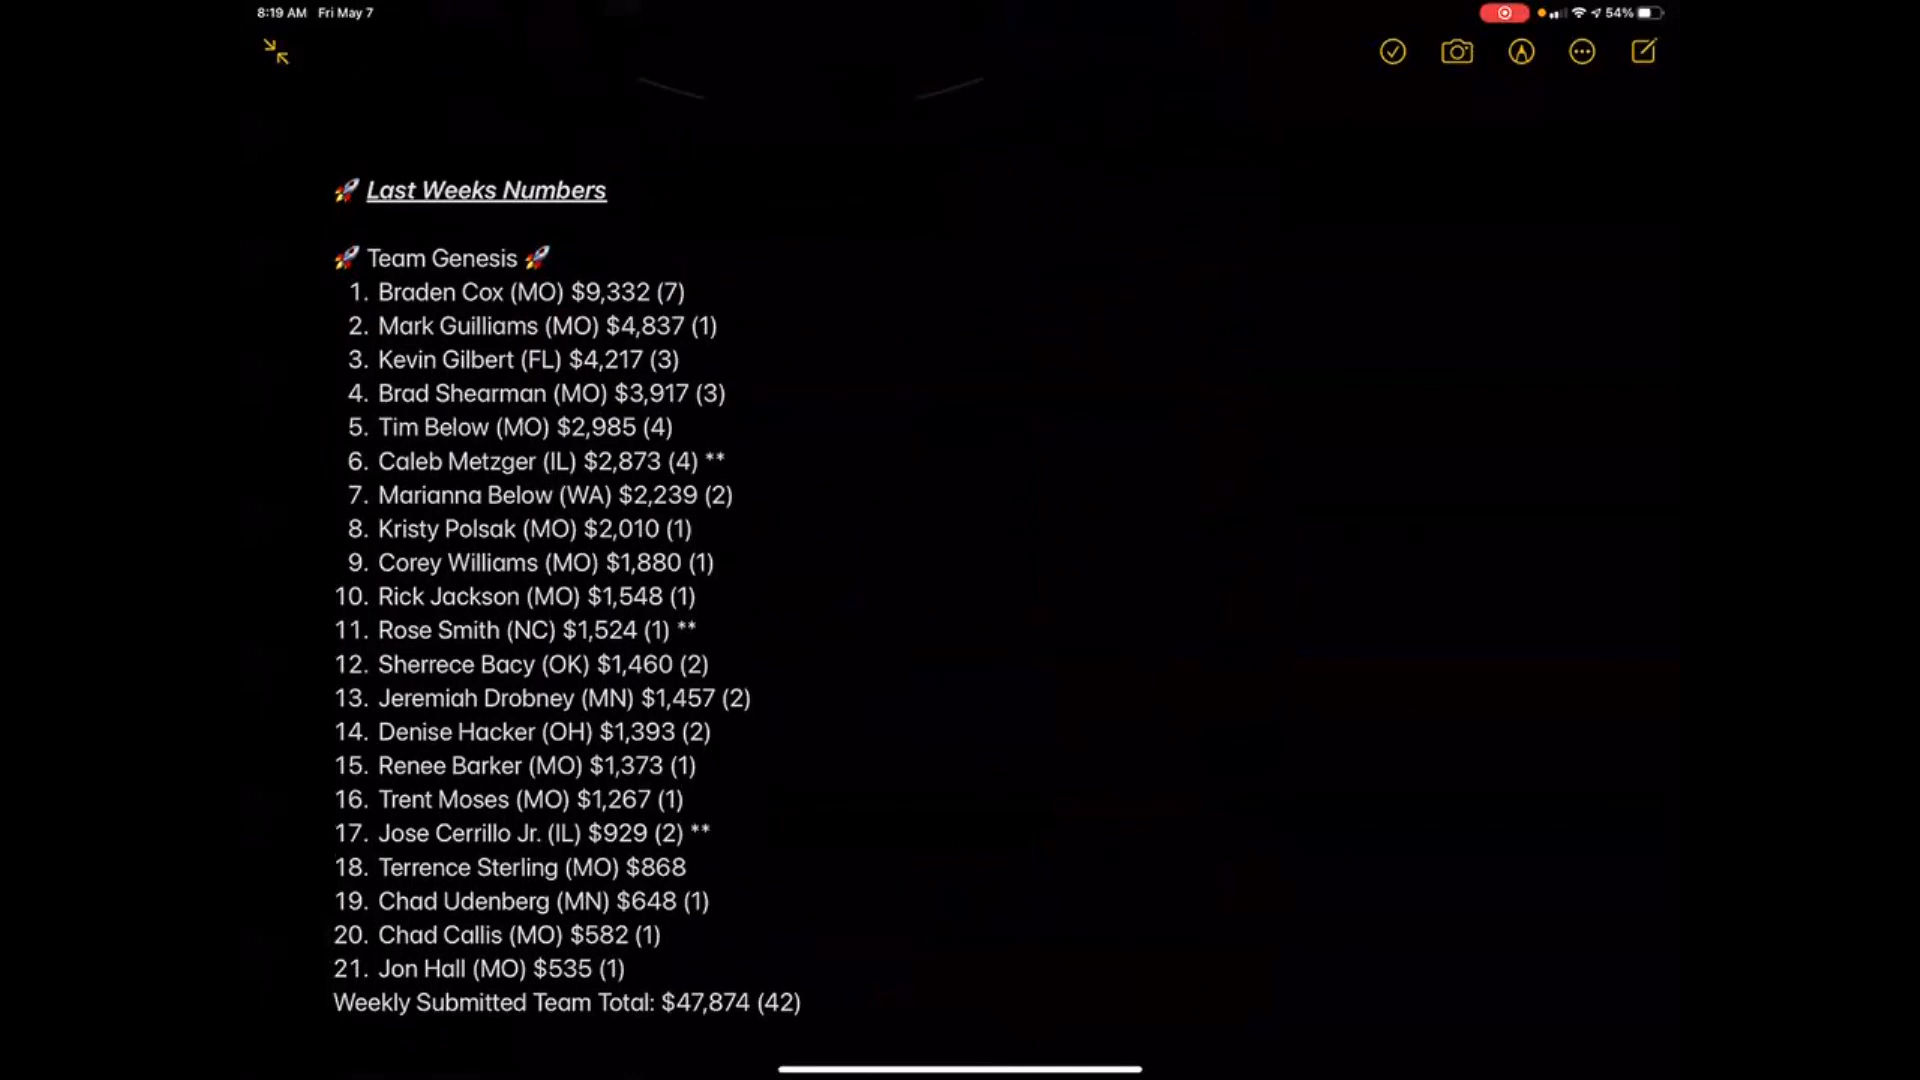 8:19 AM Fri May 7
54%
🚀 Last Weeks Numbers
🚀 Team Genesis 🚀
1. Braden Cox (MO) $9,332 (7)
2. Mark Guilliams (MO) $4,837 (1)
3. Kevin Gilbert (FL) $4,217 (3)
4. Brad Shearman (MO) $3,917 (3)
5. Tim Below (MO) $2,985 (4)
6. Caleb Metzger (IL) $2,873 (4) **
7. Marianna Below (WA) $2,239 (2)
8. Kristy Polsak (MO) $2,010 (1)
9. Corey Williams (MO) $1,880 (1)
10. Rick Jackson (MO) $1,548 (1)
11. Rose Smith (NC) $1,524 (1) **
12. Sherrece Bacy (OK) $1,460 (2)
13. Jeremiah Drobney (MN) $1,457 (2)
14. Denise Hacker (OH) $1,393 (2)
15. Renee Barker (MO) $1,373 (1)
16. Trent Moses (MO) $1,267 (1)
17. Jose Cerrillo Jr. (IL) $929 (2) **
18. Terrence Sterling (MO) $868
19. Chad Udenberg (MN) $648 (1)
20. Chad Callis (MO) $582 (1)
21. Jon Hall (MO) $535 (1)
Weekly Submitted Team Total: $47,874 (42)